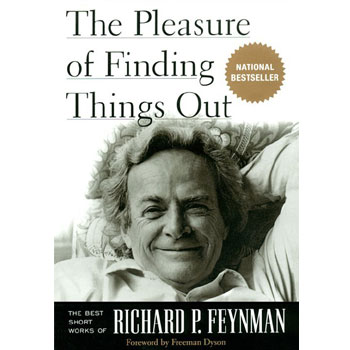 The Pleasure
of Finding
Things Out
NATIONAL
BESTSELLER
THE BEST
SHORT
WORKS OF
RICHARD P. FEYNMAN
Foreword by Freeman Dyson